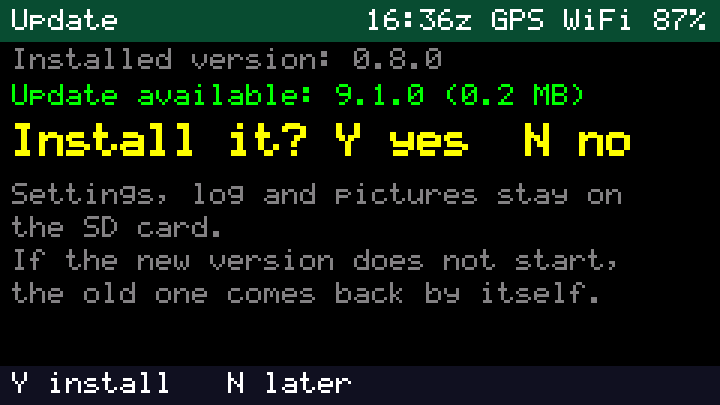 Update 16:36z GPS WiFi 87%
Installed version: 0.8.0
Update available: 9.1.0 (0.2 MB)
Install it? Y yes N no
Settings, log and pictures stay on
the SD card.
If the new version does not start,
the old one comes back by itself.
Y install N later